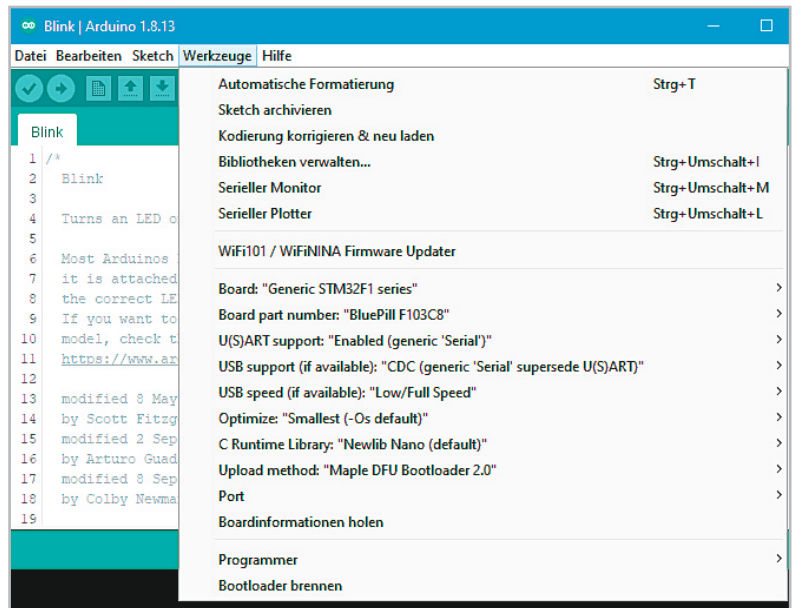 Blink | Arduino 1.8.13
Datei Bearbeiten Sketch Werkzeuge Hilfe
Automatische Formatierung Strg+T
Sketch archivieren
Kodierung korrigieren & neu laden
Bibliotheken verwalten... Strg+Umschalt+I
Serieller Monitor Strg+Umschalt+M
Serieller Plotter Strg+Umschalt+L
WiFi101 / WiFiNINA Firmware Updater
Board: "Generic STM32F1 series"
Board part number: "BluePill F103C8"
U(S)ART support: "Enabled (generic 'Serial')"
USB support (if available): "CDC (generic 'Serial' supersede U(S)ART)"
USB speed (if available): "Low/Full Speed"
Optimize: "Smallest (-Os default)"
C Runtime Library: "Newlib Nano (default)"
Upload method: "Maple DFU Bootloader 2.0"
Port
Boardinformationen holen
Programmer
Bootloader brennen
Blink
1 /*
2 Blink
3
4 Turns an LED o
5
6 Most Arduinos
7 it is attached
8 the correct LE
9 If you want to
10 model, check t
11 https://www.ar
12
13 modified 8 May
14 by Scott Fitzg
15 modified 2 Sep
16 by Arturo Guad
17 modified 8 Sep
18 by Colby Newma
19